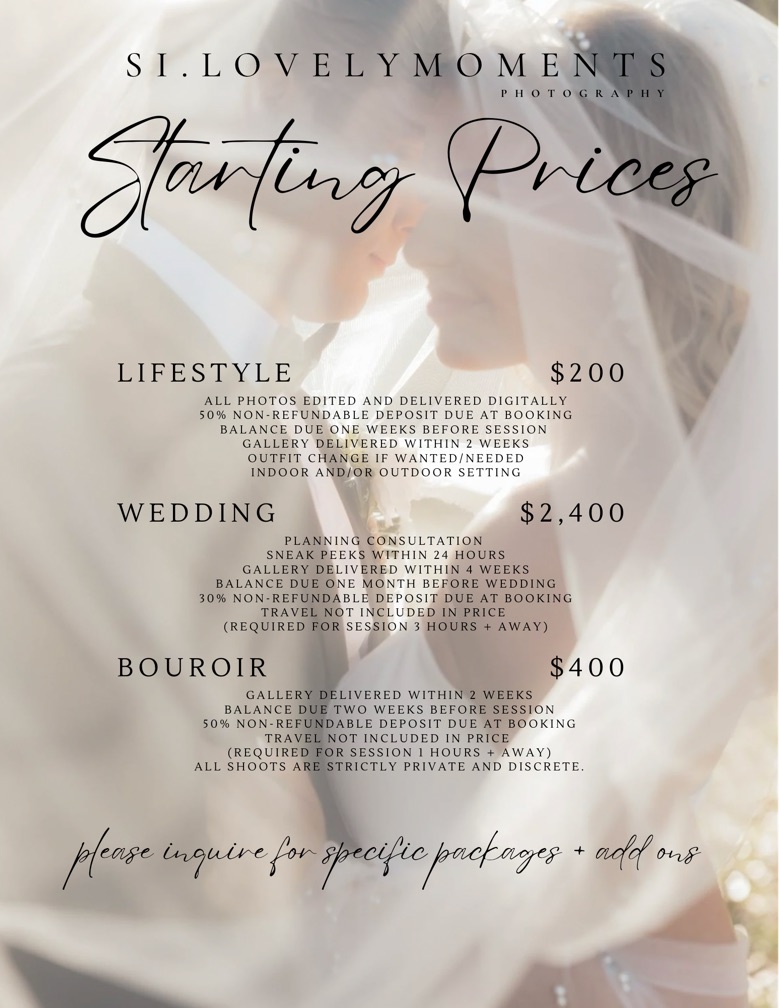 SI.LOVELYMOMENTS
PHOTOGRAPHY
Starting Prices
LIFESTYLE $200
ALL PHOTOS EDITED AND DELIVERED DIGITALLY
50% NON-REFUNDABLE DEPOSIT DUE AT BOOKING
BALANCE DUE ONE WEEKS BEFORE SESSION
GALLERY DELIVERED WITHIN 2 WEEKS
OUTFIT CHANGE IF WANTED/NEEDED
INDOOR AND/OR OUTDOOR SETTING
WEDDING $2,400
PLANNING CONSULTATION
SNEAK PEEKS WITHIN 24 HOURS
GALLERY DELIVERED WITHIN 4 WEEKS
BALANCE DUE ONE MONTH BEFORE WEDDING
30% NON-REFUNDABLE DEPOSIT DUE AT BOOKING
TRAVEL NOT INCLUDED IN PRICE
(REQUIRED FOR SESSION 3 HOURS + AWAY)
BOUROIR $400
GALLERY DELIVERED WITHIN 2 WEEKS
BALANCE DUE TWO WEEKS BEFORE SESSION
50% NON-REFUNDABLE DEPOSIT DUE AT BOOKING
TRAVEL NOT INCLUDED IN PRICE
(REQUIRED FOR SESSION 1 HOURS + AWAY)
ALL SHOOTS ARE STRICTLY PRIVATE AND DISCRETE.
please inquire for specific packages + add ons